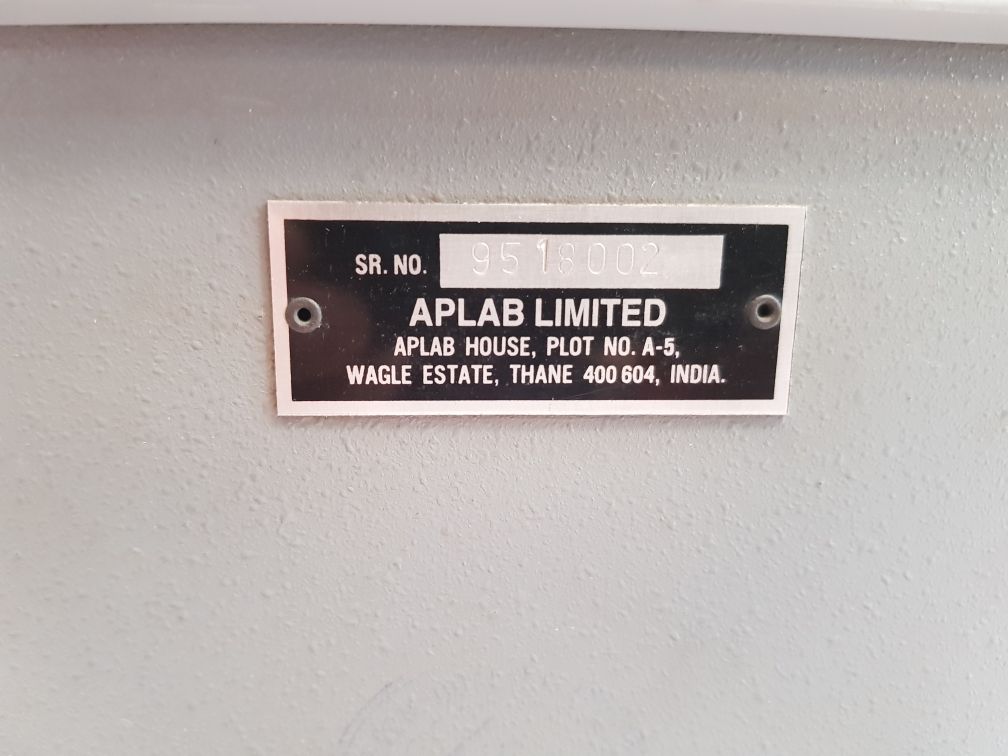 SR. NO. 9518002
APLAB LIMITED
APLAB HOUSE, PLOT NO. A-5,
WAGLE ESTATE, THANE 400 604, INDIA.